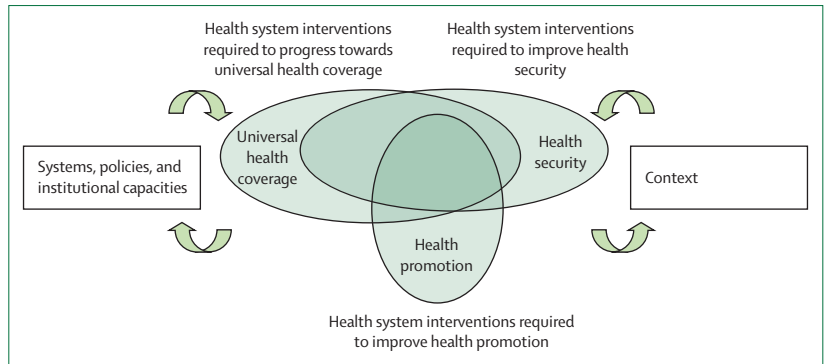 Health system interventions
required to progress towards
universal health coverage
Health system interventions
required to improve health
security
Universal
health
coverage
Health
security
Systems, policies, and
institutional capacities
Context
Health
promotion
Health system interventions required
to improve health promotion